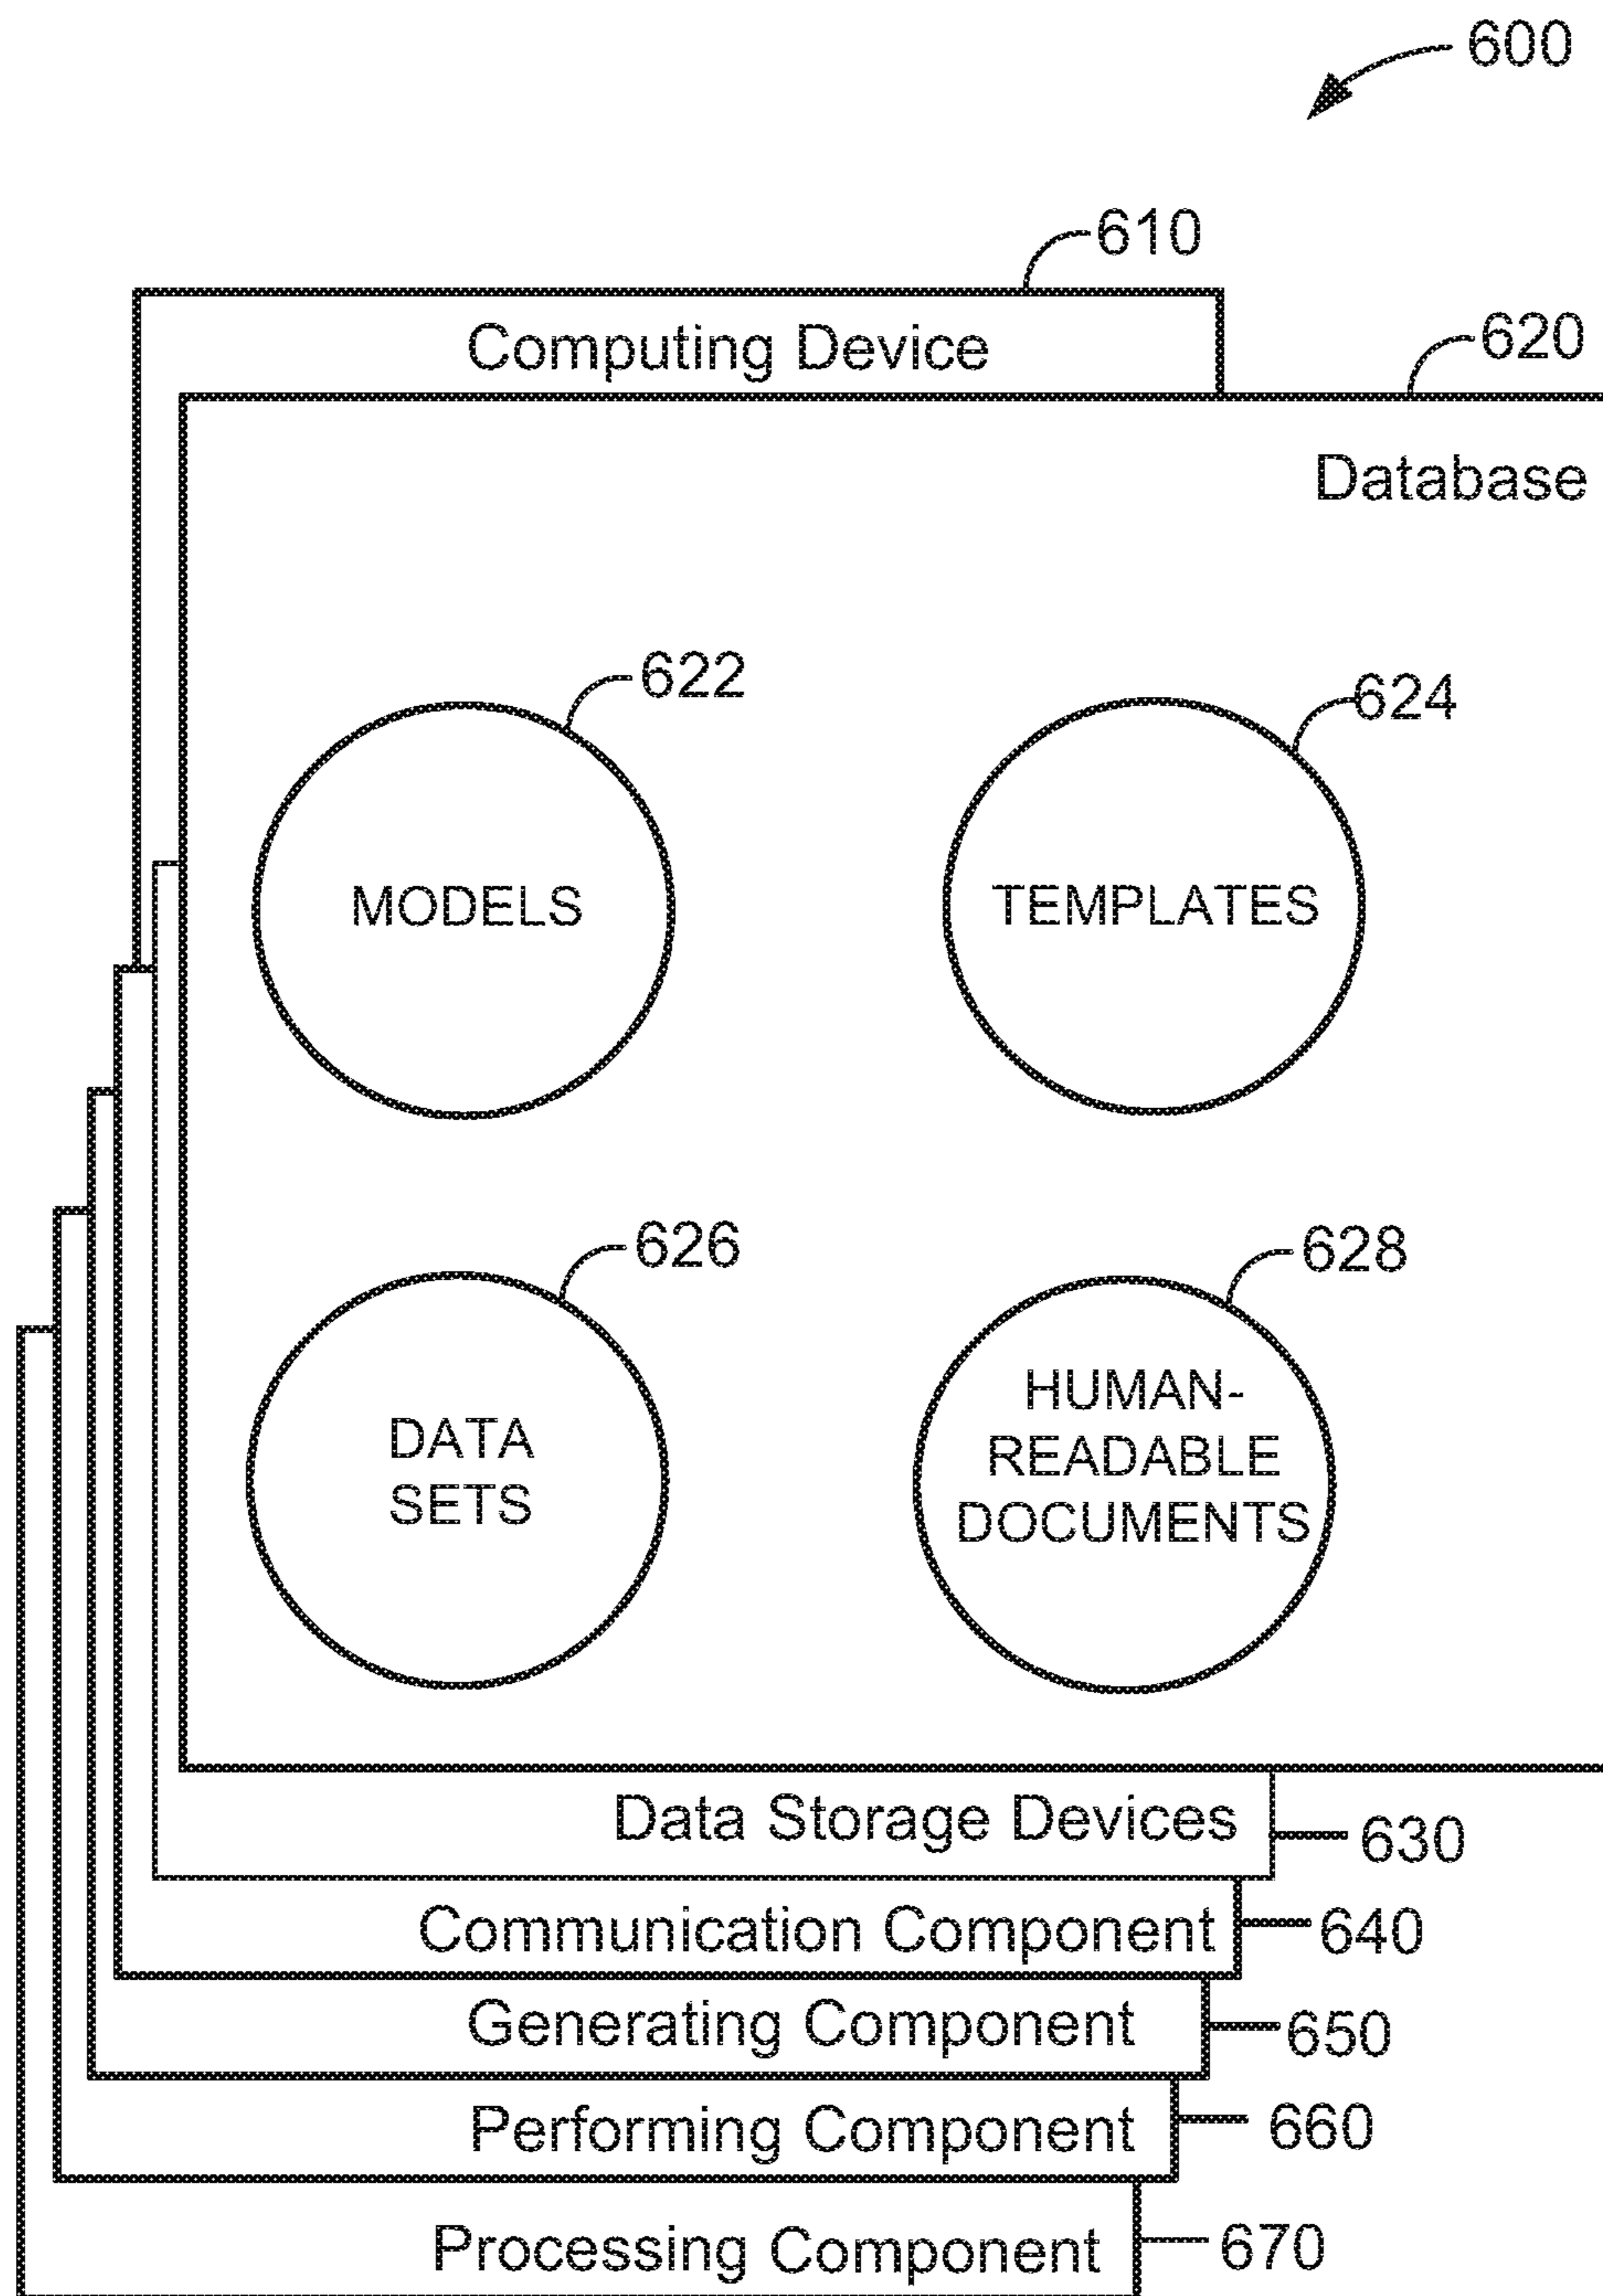 600
610
Computing Device
620
Database
622
624
MODELS
TEMPLATES
626
628
DATA
SETS
HUMAN-
READABLE
DOCUMENTS
Data Storage Devices
630
Communication Component
640
Generating Component
650
Performing Component
660
Processing Component
670